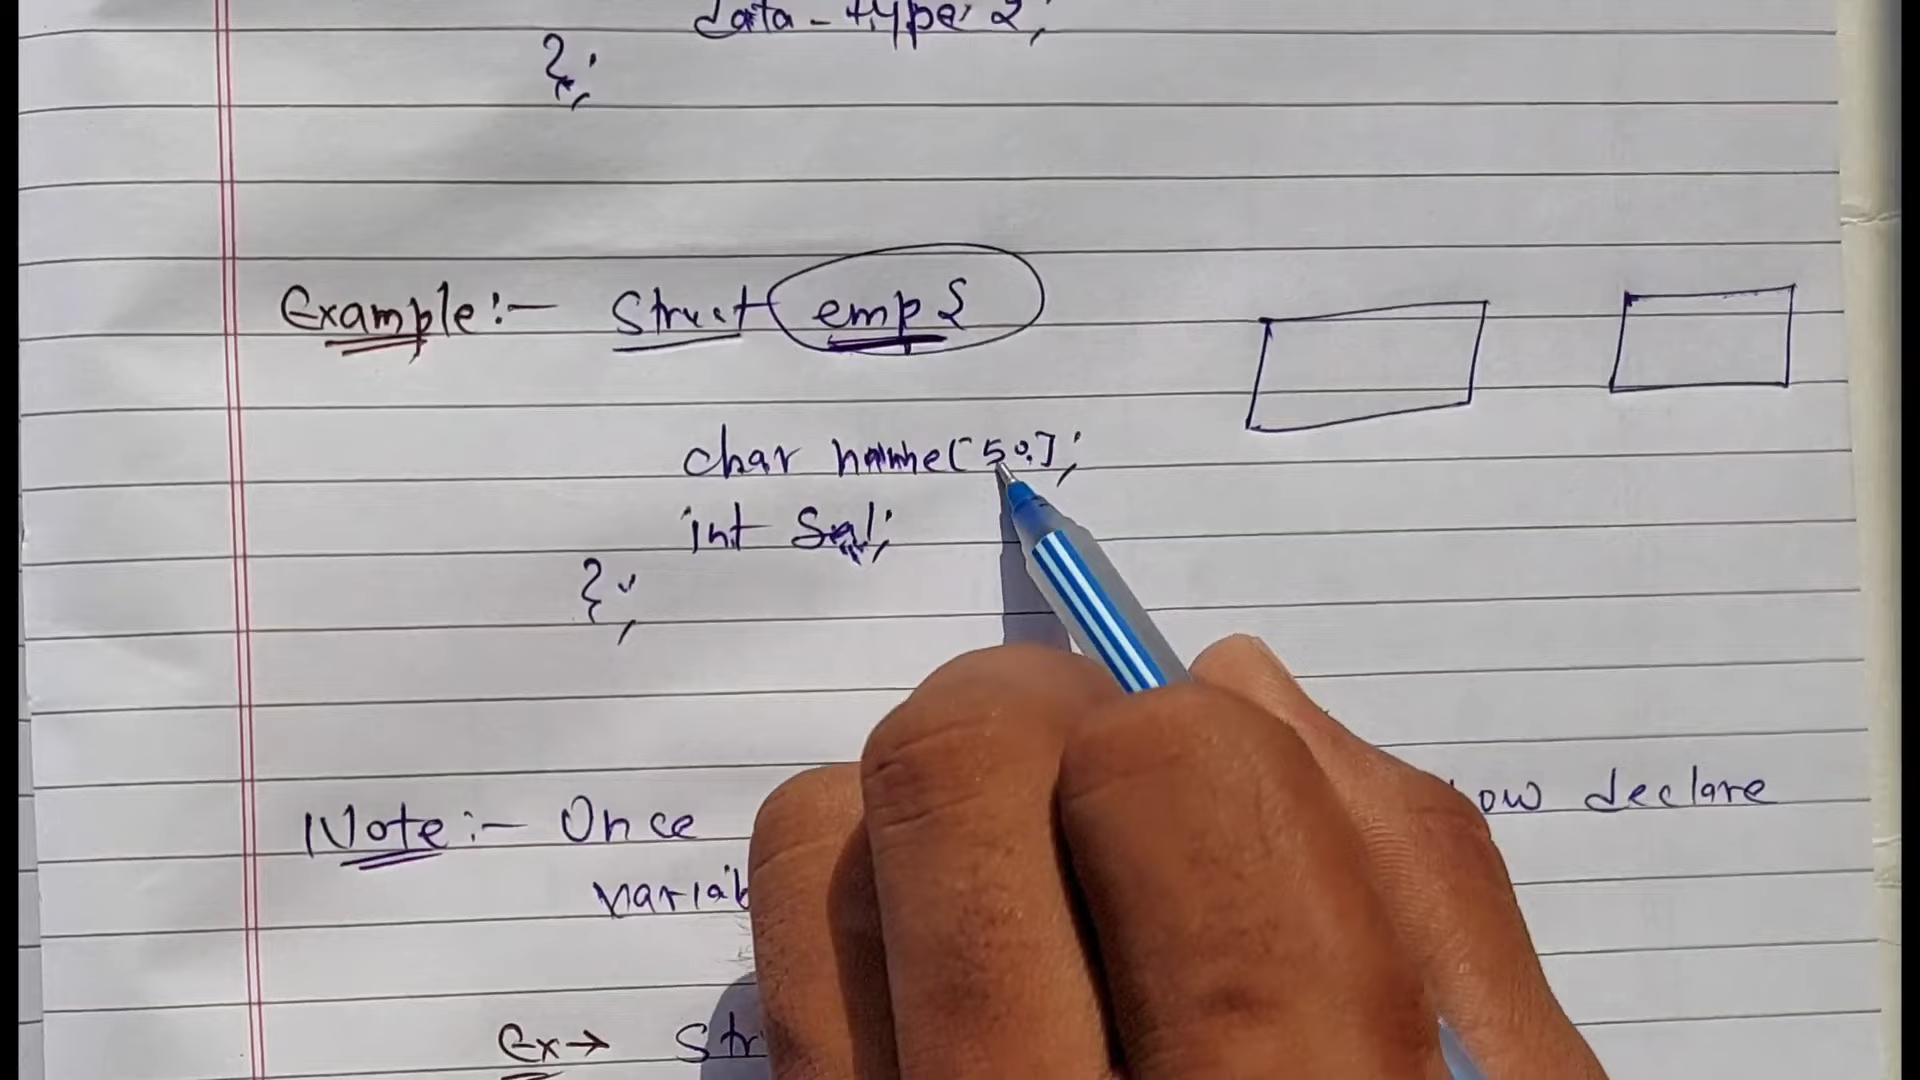 data-type 2;
};
Example:- Struct emp {
char name[50];
int Sal;
};
Note:- Once ow declare
variab
Ex→ Str